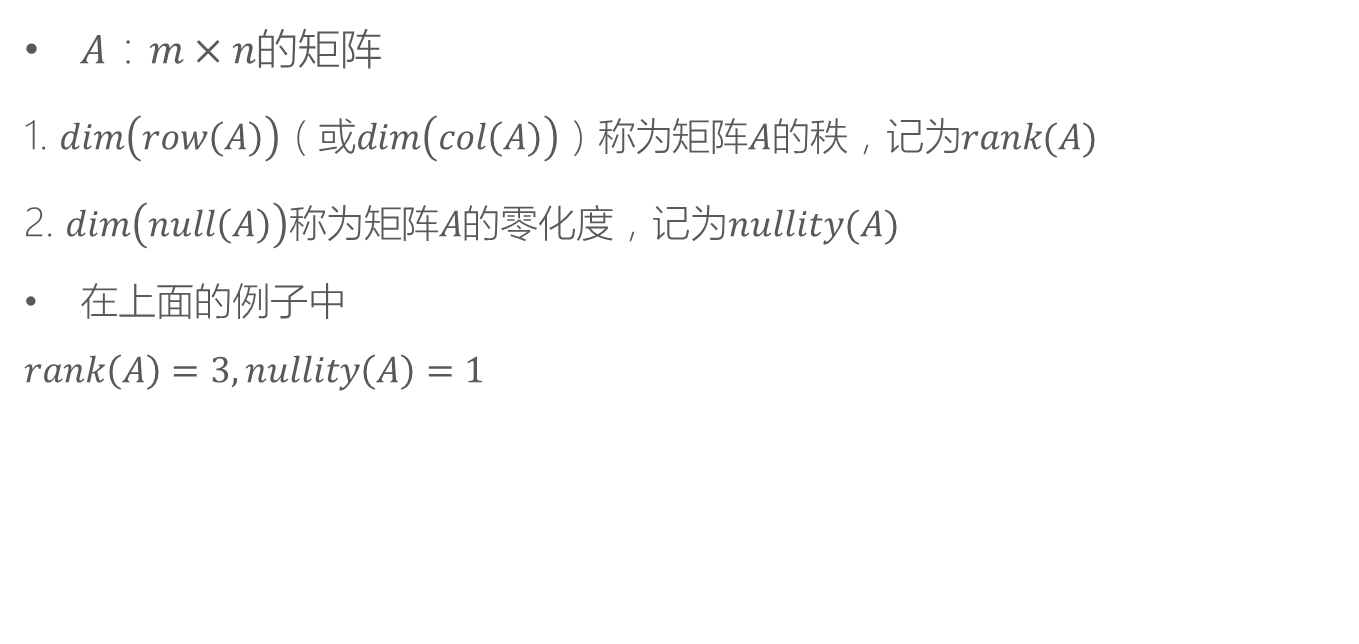 • A：m × n的矩阵
1. dim(row(A))（或dim(col(A))）称为矩阵A的秩，记为rank(A)
2. dim(null(A))称为矩阵A的零化度，记为nullity(A)
• 在上面的例子中
rank(A) = 3, nullity(A) = 1